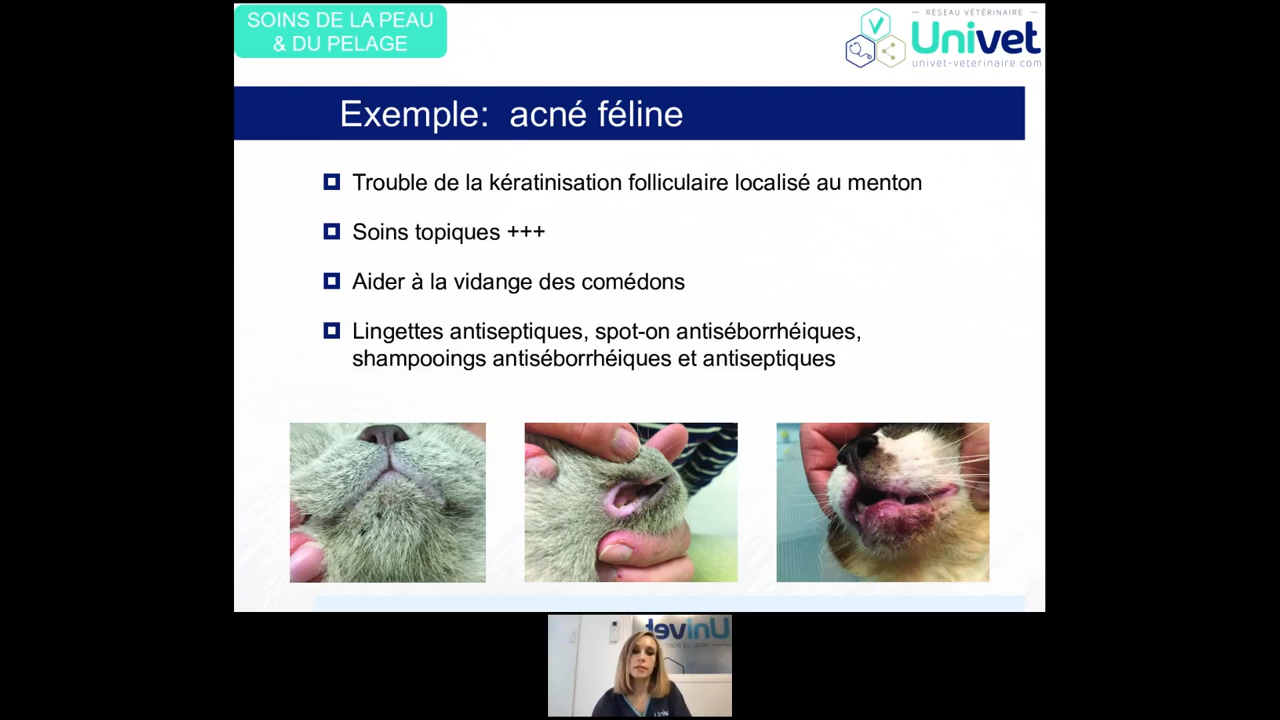 SOINS DE LA PEAU
& DU PELAGE
RÉSEAU VÉTÉRINAIRE
Univet
univet-veterinaire.com
Exemple: acné féline
Trouble de la kératinisation folliculaire localisé au menton
Soins topiques +++
Aider à la vidange des comédons
Lingettes antiseptiques, spot-on antiséborrhéiques,
shampooings antiséborrhéiques et antiseptiques
Univet